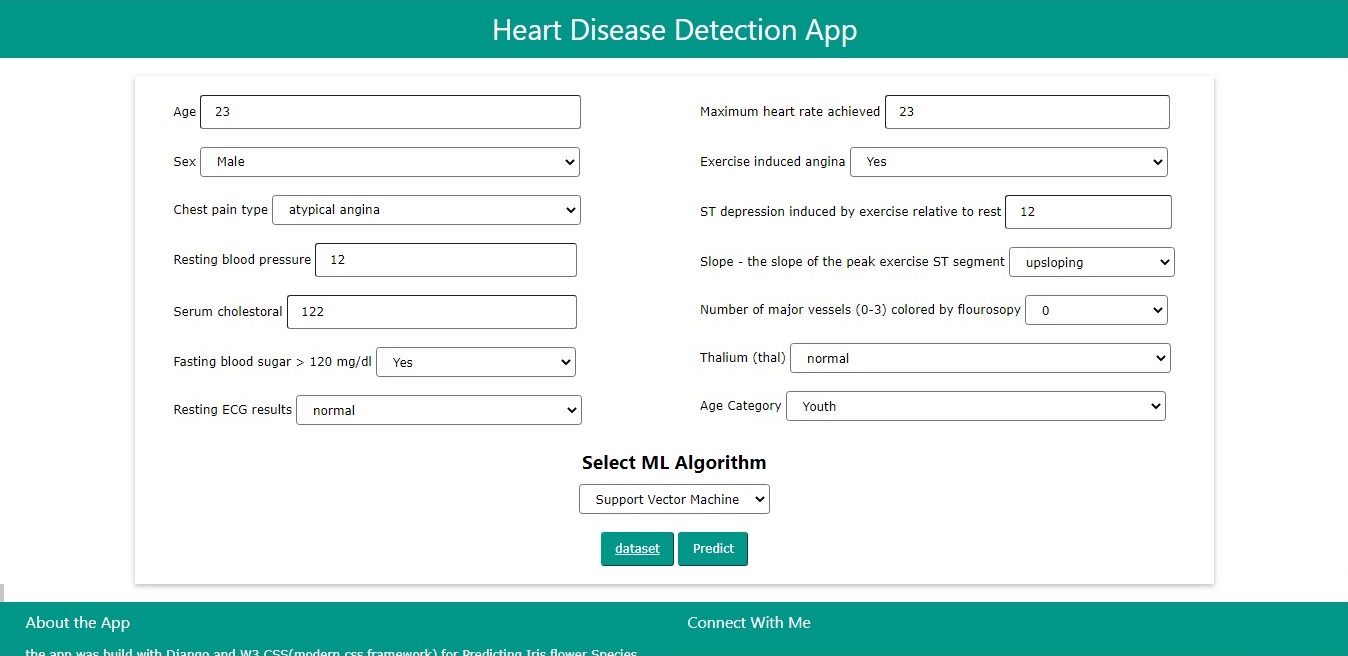 Heart Disease Detection App
Age 23
Sex Male
Chest pain type atypical angina
Resting blood pressure 12
Serum cholestoral 122
Fasting blood sugar > 120 mg/dl Yes
Resting ECG results normal
Maximum heart rate achieved 23
Exercise induced angina Yes
ST depression induced by exercise relative to rest 12
Slope - the slope of the peak exercise ST segment upsloping
Number of major vessels (0-3) colored by flourosopy 0
Thalium (thal) normal
Age Category Youth
Select ML Algorithm
Support Vector Machine
dataset Predict
About the App
the app was build with Django and W3.CSS(modern css framework) for Predicting Iris flower Species
Connect With Me